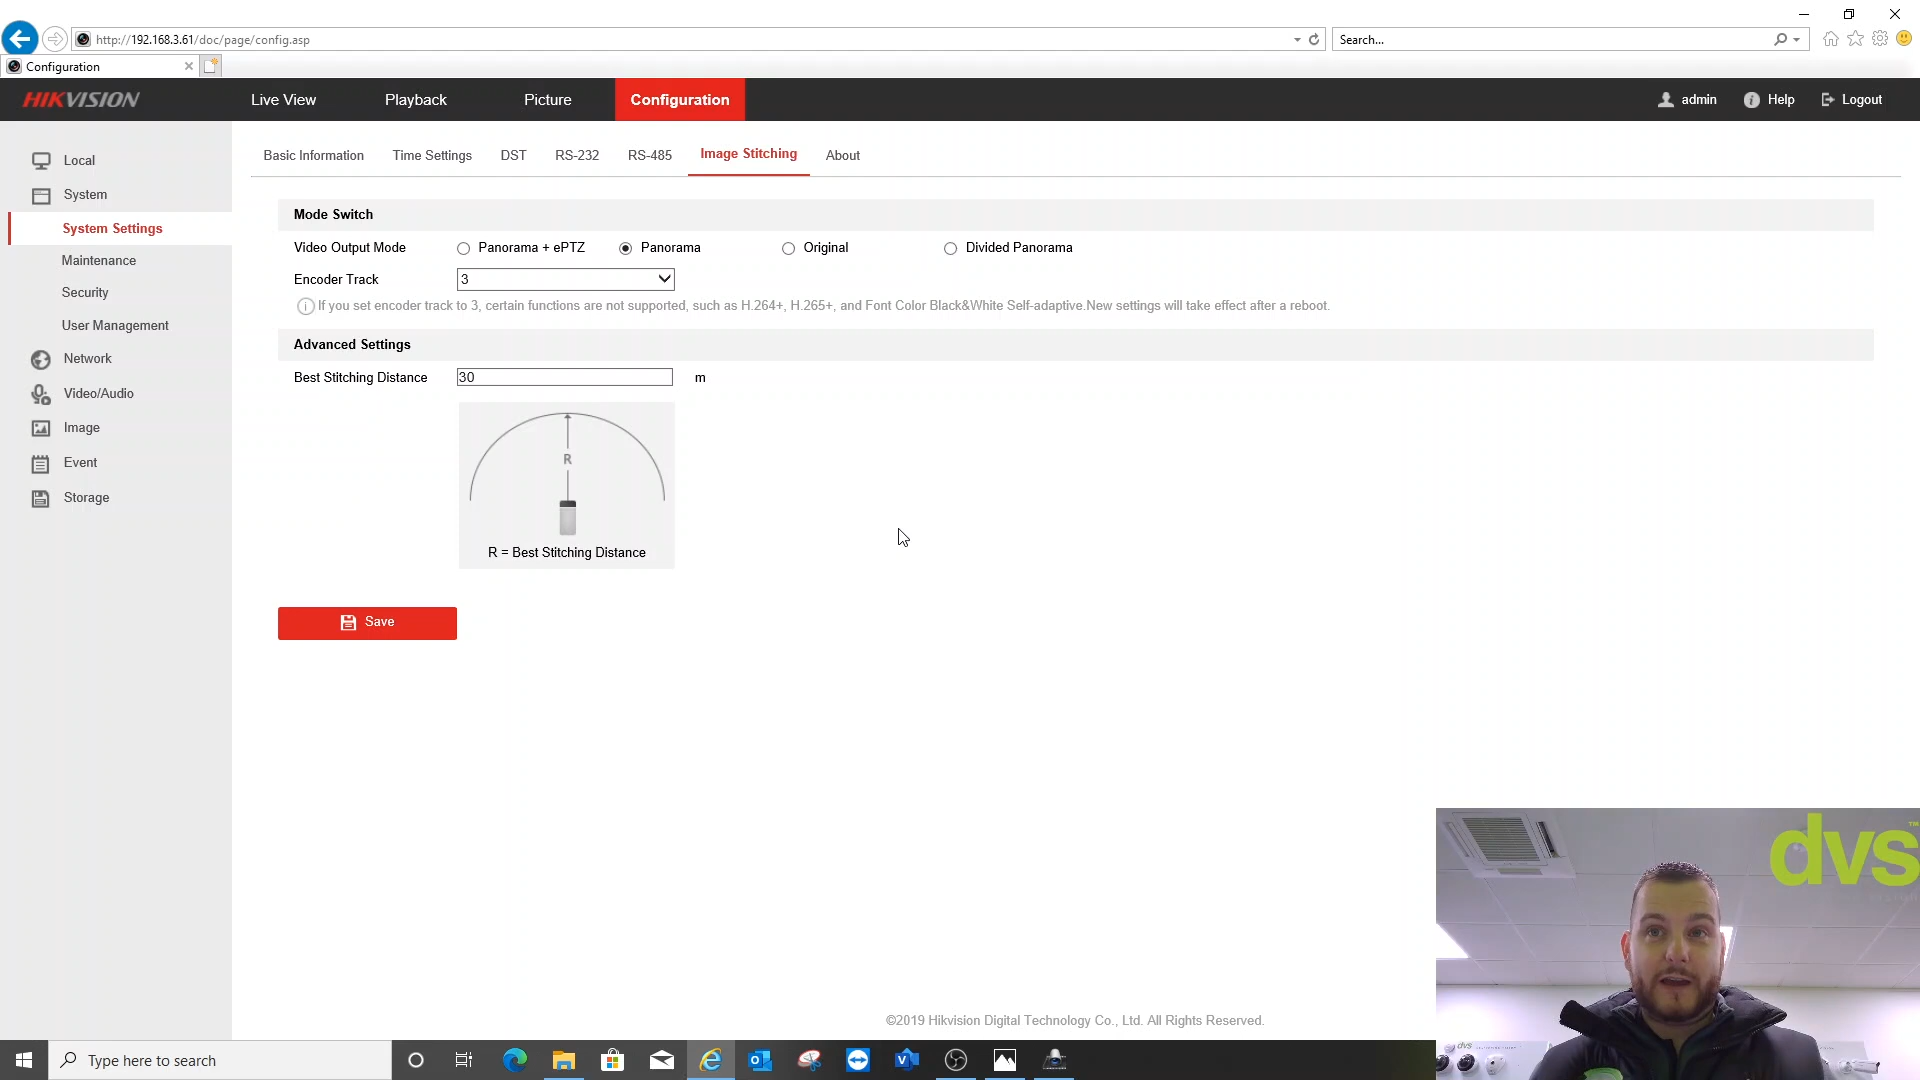 http://192.168.3.61/doc/page/config.asp
Search...
Configuration
HIKVISION
Live View
Playback
Picture
Configuration
admin
Help
Logout
Local
System
System Settings
Maintenance
Security
User Management
Network
Video/Audio
Image
Event
Storage
Basic Information
Time Settings
DST
RS-232
RS-485
Image Stitching
About
Mode Switch
Video Output Mode
Panorama + ePTZ
Panorama
Original
Divided Panorama
Encoder Track
3
If you set encoder track to 3, certain functions are not supported, such as H.264+, H.265+, and Font Color Black&White Self-adaptive.New settings will take effect after a reboot.
Advanced Settings
Best Stitching Distance
30
m
R
R = Best Stitching Distance
Save
©2019 Hikvision Digital Technology Co., Ltd. All Rights Reserved.
dvs™
dvs
Type here to search